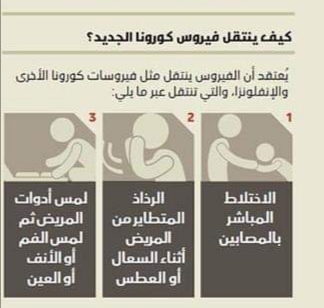 كيف ينتقل فيروس كورونا الجديد؟
يُعتقد أن الفيروس ينتقل مثل فيروسات كورونا الأخرى
والإنفلونزا، والتي تنتقل عبر ما يلي:
1
الاختلاط
المباشر
بالمصابين
2
الرذاذ
المتطاير من
المريض
أثناء السعال
أو العطس
3
لمس أدوات
المريض ثم
لمس الفم
أو الأنف
أو العين